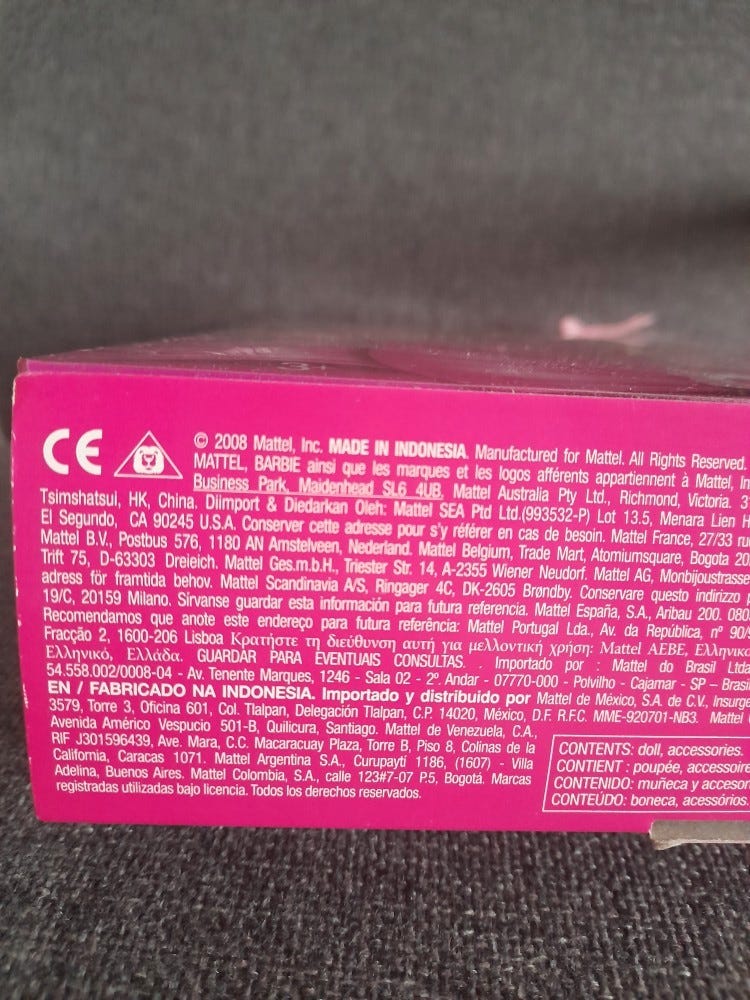 CE
© 2008 Mattel, Inc. MADE IN INDONESIA. Manufactured for Mattel. All Rights Reserved.
MATTEL, BARBIE ainsi que les marques et les logos afférents appartiennent à Mattel,
Business Park, Maidenhead SL6 4UB. Mattel Australia Pty Ltd., Richmond, Victoria.
Tsimshatsui, HK, China. Diimport & Diedarkan Oleh: Mattel SEA Ptd Ltd.(993532-P) Lot 13.5, Menara Lien
El Segundo, CA 90245 U.S.A. Conserver cette adresse pour s'y référer en cas de besoin. Mattel France, 27/33
Mattel B.V., Postbus 576, 1180 AN Amstelveen, Nederland. Mattel Belgium, Trade Mart, Atomiumsquare, Bogota
Trift 75, D-63303 Dreieich. Mattel Ges.m.b.H., Triester Str. 14, A-2355 Wiener Neudorf. Mattel AG, Monbijoustrasse
adress för framtida behov. Mattel Scandinavia A/S, Ringager 4C, DK-2605 Brøndby. Conservare questo indirizzo
19/C, 20159 Milano. Sírvanse guardar esta información para futura referencia. Mattel España, S.A., Aribau 200.
Recomendamos que anote este endereço para futura referência: Mattel Portugal Lda., Av. da República, nº
Fracção 2, 1600-206 Lisboa Κρατήστε τη διεύθυνση αυτή για μελλοντική χρήση: Mattel AEBE,
Ελληνικό, Ελλάδα. GUARDAR PARA EVENTUAIS CONSULTAS. . Importado por : Mattel do Brasil
54.558.002/0008-04 - Av. Tenente Marques, 1246 - Sala 02 - 2º. Andar - 07770-000 - Polvilho - Cajamar - SP –
EN / FABRICADO NA INDONESIA. Importado y distribuido por Mattel de México, S.A. de C.V.,
3579, Torre 3, Oficina 601, Col. Tlalpan, Delegación Tlalpan, C.P. 14020, México, D.F. R.F.C. MME-920701-NB3. Mattel
Avenida Américo Vespucio 501-B, Quilicura, Santiago. Mattel de Venezuela, C.A.,
RIF J301596439, Ave. Mara, C.C. Macaracuay Plaza, Torre B, Piso 8, Colinas de la
California, Caracas 1071. Mattel Argentina S.A., Curupaytí 1186, (1607) - Villa
Adelina, Buenos Aires. Mattel Colombia, S.A., calle 123#7-07 P.5, Bogotá. Marcas
registradas utilizadas bajo licencia. Todos los derechos reservados.
CONTENTS: doll, accessories.
CONTIENT : poupée,
CONTENIDO: muñeca y
CONTEÚDO: boneca, acessórios.